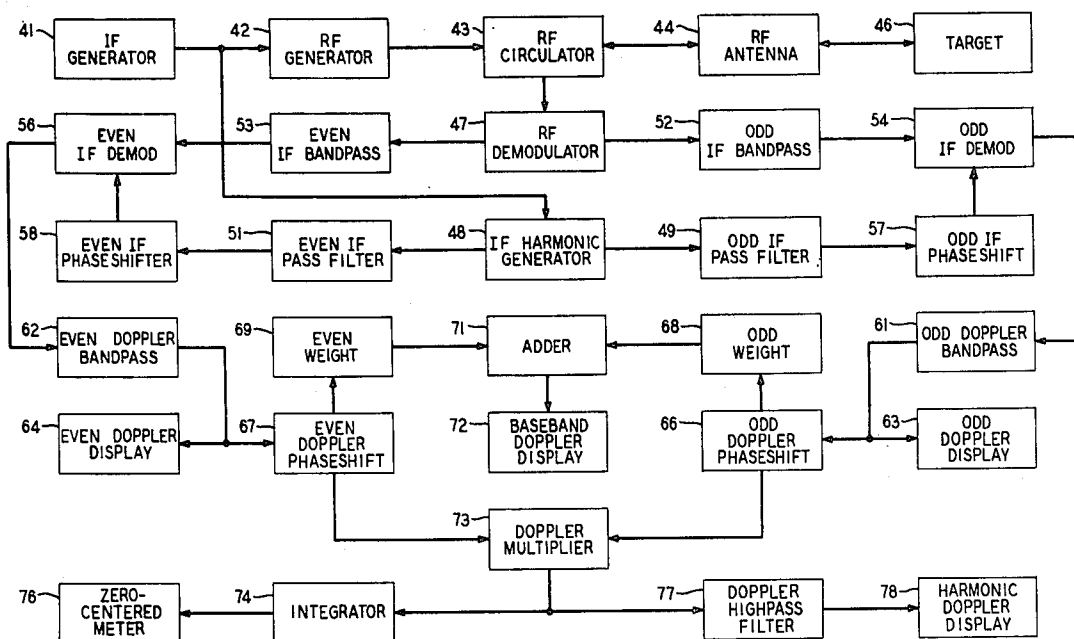 41
IF
GENERATOR
42
RF
GENERATOR
43
RF
CIRCULATOR
44
RF
ANTENNA
46
TARGET
56
EVEN
IF DEMOD
53
EVEN
IF BANDPASS
47
RF
DEMODULATOR
52
ODD
IF BANDPASS
54
ODD
IF DEMOD
58
EVEN IF
PHASESHIFTER
51
EVEN IF
PASS FILTER
48
IF HARMONIC
GENERATOR
49
ODD IF
PASS FILTER
57
ODD IF
PHASESHIFT
62
EVEN DOPPLER
BANDPASS
69
EVEN
WEIGHT
71
ADDER
68
ODD
WEIGHT
61
ODD DOPPLER
BANDPASS
64
EVEN DOPPLER
DISPLAY
67
EVEN
DOPPLER
PHASESHIFT
72
BASEBAND
DOPPLER
DISPLAY
66
ODD
DOPPLER
PHASESHIFT
63
ODD
DOPPLER
DISPLAY
73
DOPPLER
MULTIPLIER
76
ZERO-
CENTERED
METER
74
INTEGRATOR
77
DOPPLER
HIGHPASS
FILTER
78
HARMONIC
DOPPLER
DISPLAY